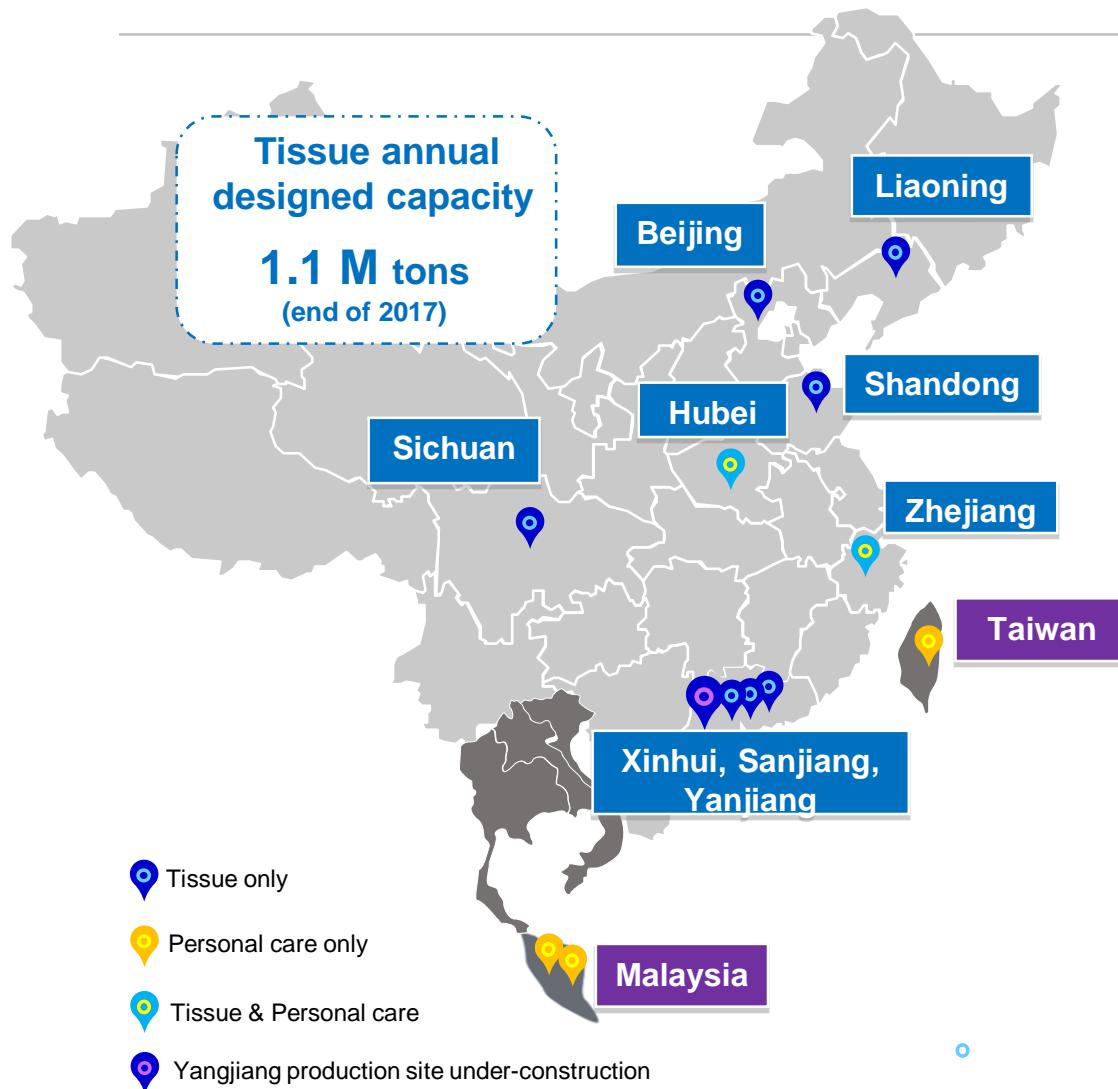 Tissue annual
designed capacity
1.1 M tons
(end of 2017)
Liaoning
Beijing
Shandong
Hubei
Sichuan
Zhejiang
Taiwan
Xinhui, Sanjiang,
Yanjiang
Malaysia
Tissue only
Personal care only
Tissue & Personal care
Yangjiang production site under-construction